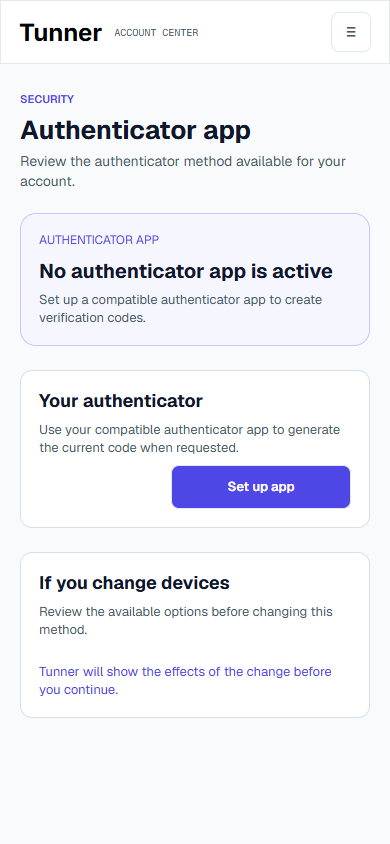 Tunner ACCOUNT CENTER ☰
SECURITY
Authenticator app
Review the authenticator method available for your
account.
AUTHENTICATOR APP
No authenticator app is active
Set up a compatible authenticator app to create
verification codes.
Your authenticator
Use your compatible authenticator app to generate
the current code when requested.
Set up app
If you change devices
Review the available options before changing this
method.
Tunner will show the effects of the change before
you continue.